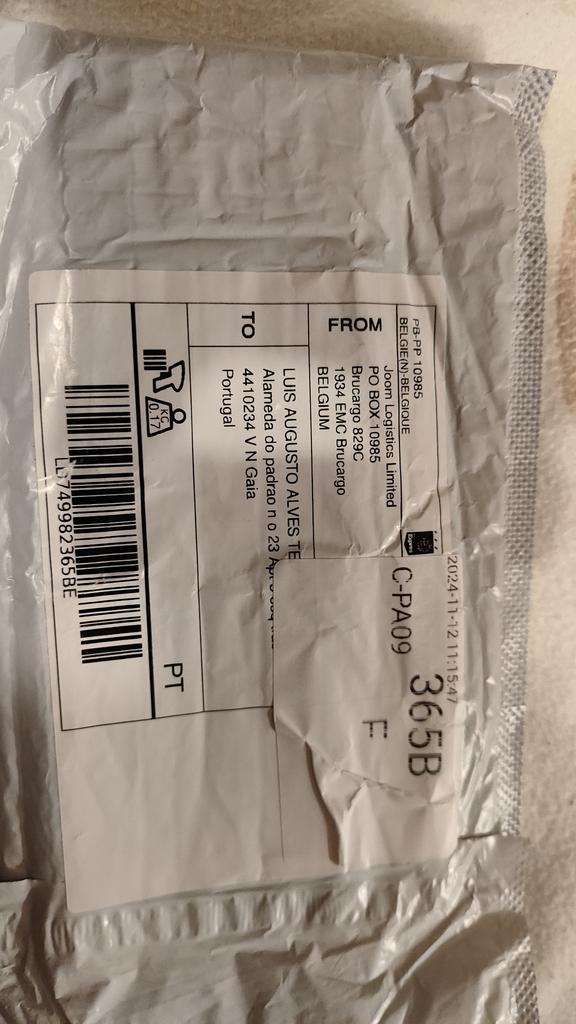 PB-PP 10985
BELGIE(N)-BELGIQUE
FROM
Joom Logistics Limited
PO BOX 10985
Brucargo 829C
1934 EMC Brucargo
BELGIUM
2024-11-12 11:15:47
365B
C-PA09
F
TO
LUIS AUGUSTO ALVES TE
Alameda do padrao n o 23
4410234 V N Gaia
Portugal
KG
0.17
PT
749982365BE